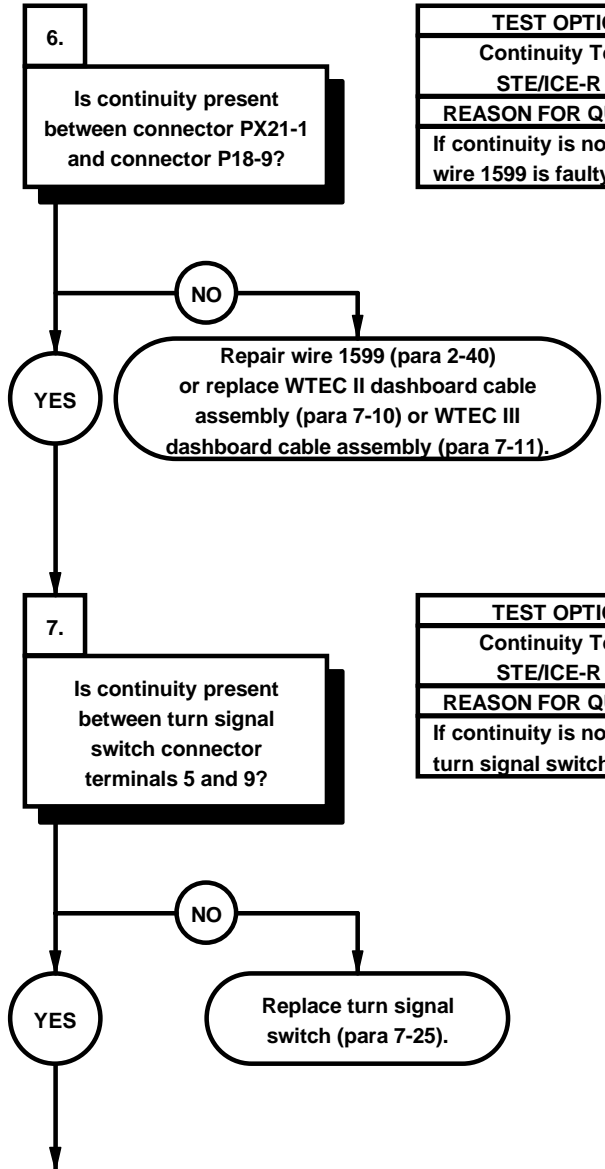 6.
Is continuity present
between connector PX21-1
and connector P18-9?
TEST OPTIO
Continuity Te
STE/ICE-R
REASON FOR QU
If continuity is no
wire 1599 is faulty
NO
YES
Repair wire 1599 (para 2-40)
or replace WTEC II dashboard cable
assembly (para 7-10) or WTEC III
dashboard cable assembly (para 7-11).
7.
Is continuity present
between turn signal
switch connector
terminals 5 and 9?
TEST OPTIO
Continuity Te
STE/ICE-R
REASON FOR QU
If continuity is no
turn signal switch
NO
YES
Replace turn signal
switch (para 7-25).